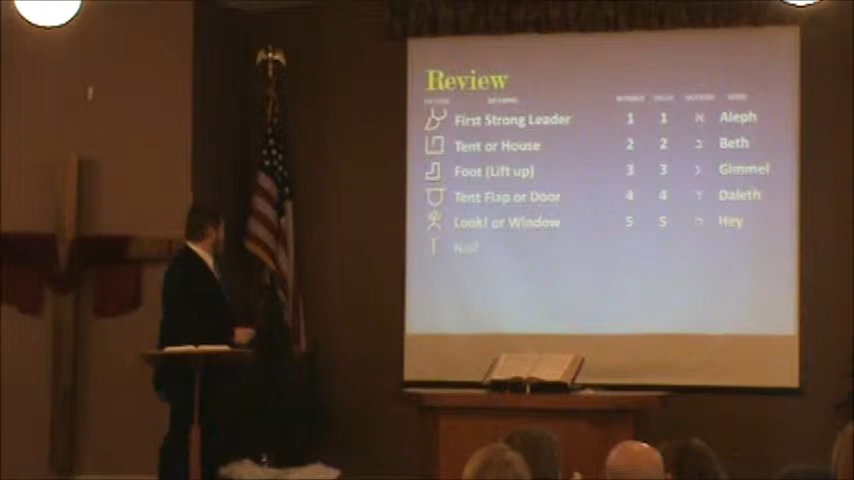 Review
First Strong Leader 1 1 א Aleph
Tent or House 2 2 ב Beth
Foot (Lift up) 3 3 נ Gimmel
Tent Flap or Door 4 4 ד Daleth
Look! or Window 5 5 ה Hey
Nail